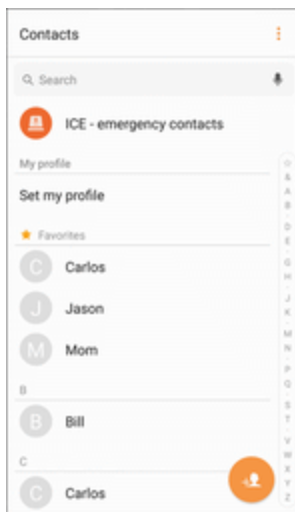 Contacts
Search
ICE - emergency contacts
My profile
Set my profile
Favorites
C Carlos
J Jason
M Mom
B
B Bill
C
C Carlos
&
A
B
D
E
G
H
J
K
M
N
P
Q
S
T
V
W
X
Y
Z